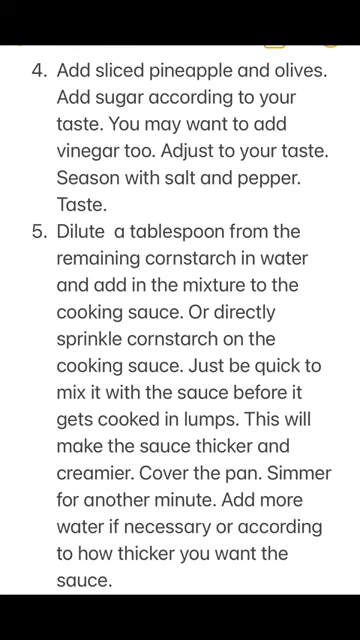 4. Add sliced pineapple and olives.
Add sugar according to your
taste. You may want to add
vinegar too. Adjust to your taste.
Season with salt and pepper.
Taste.
5. Dilute  a tablespoon from the
remaining cornstarch in water
and add in the mixture to the
cooking sauce. Or directly
sprinkle cornstarch on the
cooking sauce. Just be quick to
mix it with the sauce before it
gets cooked in lumps. This will
make the sauce thicker and
creamier. Cover the pan. Simmer
for another minute. Add more
water if necessary or according
to how thicker you want the
sauce.